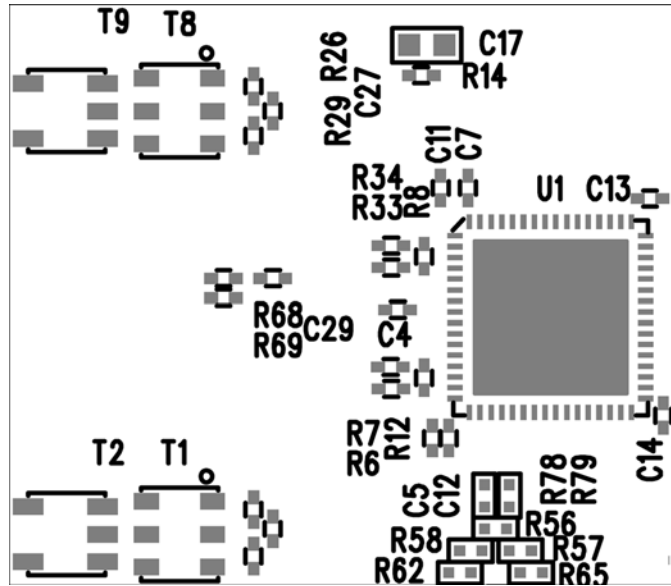 T9 T8
R26
C17
R14
R29
C27
C11
C7
R34
R33
R8
U1 C13
R68
R69
C29
C4
R7
R6
R12
C14
T2 T1
C5
C12
R78
R79
R56
R58
R57
R62
R65